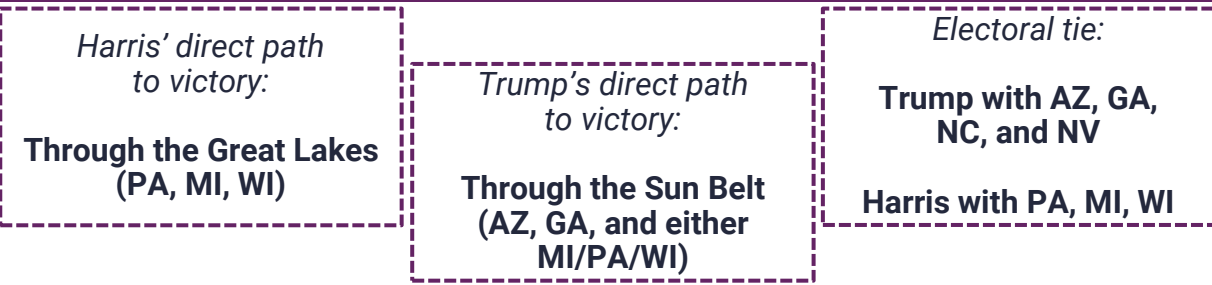 Harris’ direct path
to victory:
Through the Great Lakes
(PA, MI, WI)
Trump’s direct path
to victory:
Through the Sun Belt
(AZ, GA, and either
MI/PA/WI)
Electoral tie:
Trump with AZ, GA,
NC, and NV
Harris with PA, MI, WI